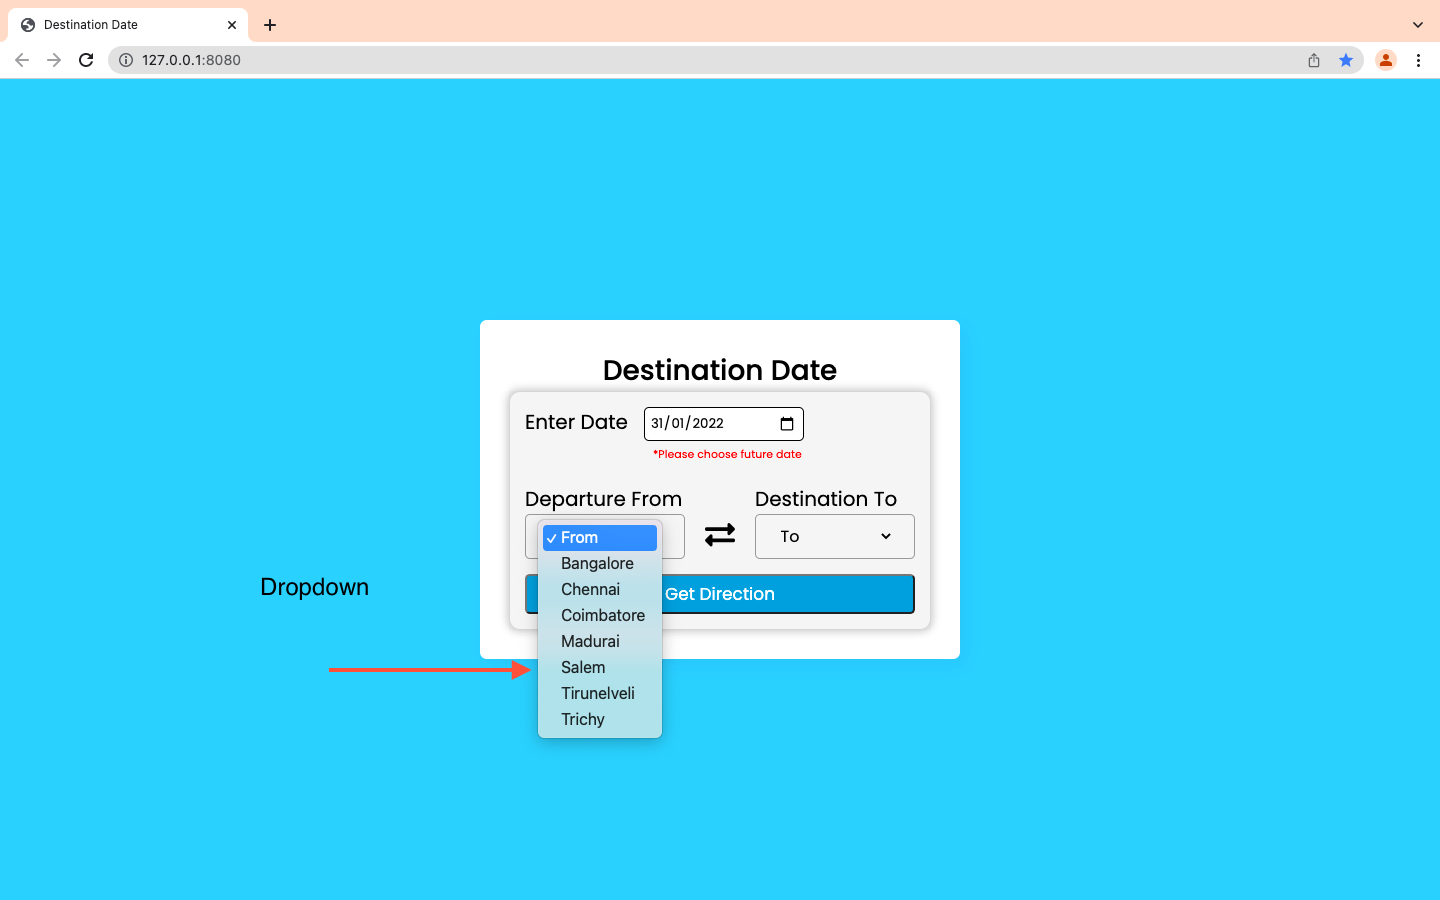 Destination Date
127.0.0.1:8080
Destination Date
Enter Date
31/01/2022
*Please choose future date
Departure From
Destination To
From
To
Bangalore
Chennai
Coimbatore
Madurai
Salem
Tirunelveli
Trichy
Get Direction
Dropdown